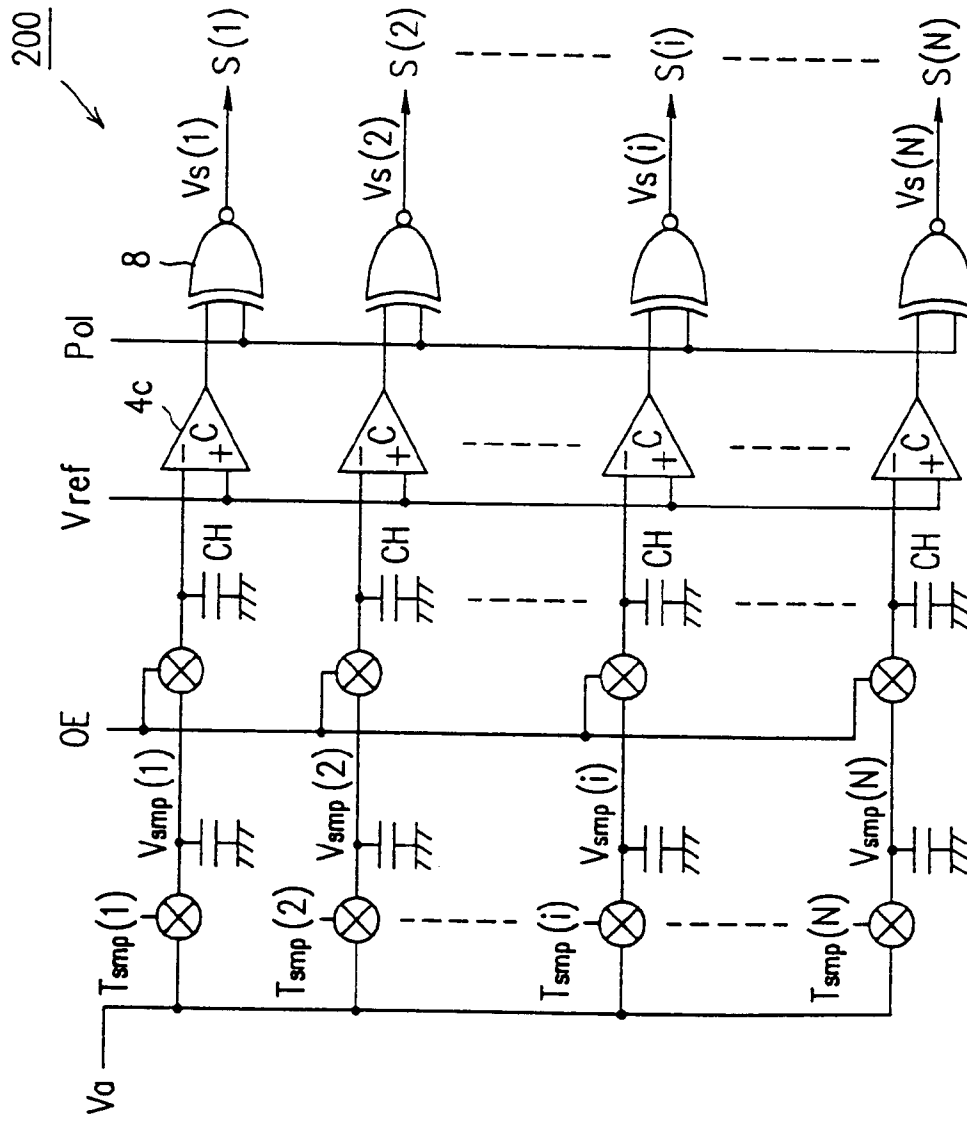 200
Va
OE
Vref
Pol
Tsmp(1)
Vsmp(1)
CH
4c
- C +
8
Vs(1)
S(1)
Tsmp(2)
Vsmp(2)
CH
- C +
Vs(2)
S(2)
Tsmp(i)
Vsmp(i)
CH
- C +
Vs(i)
S(i)
Tsmp(N)
Vsmp(N)
CH
- C +
Vs(N)
S(N)